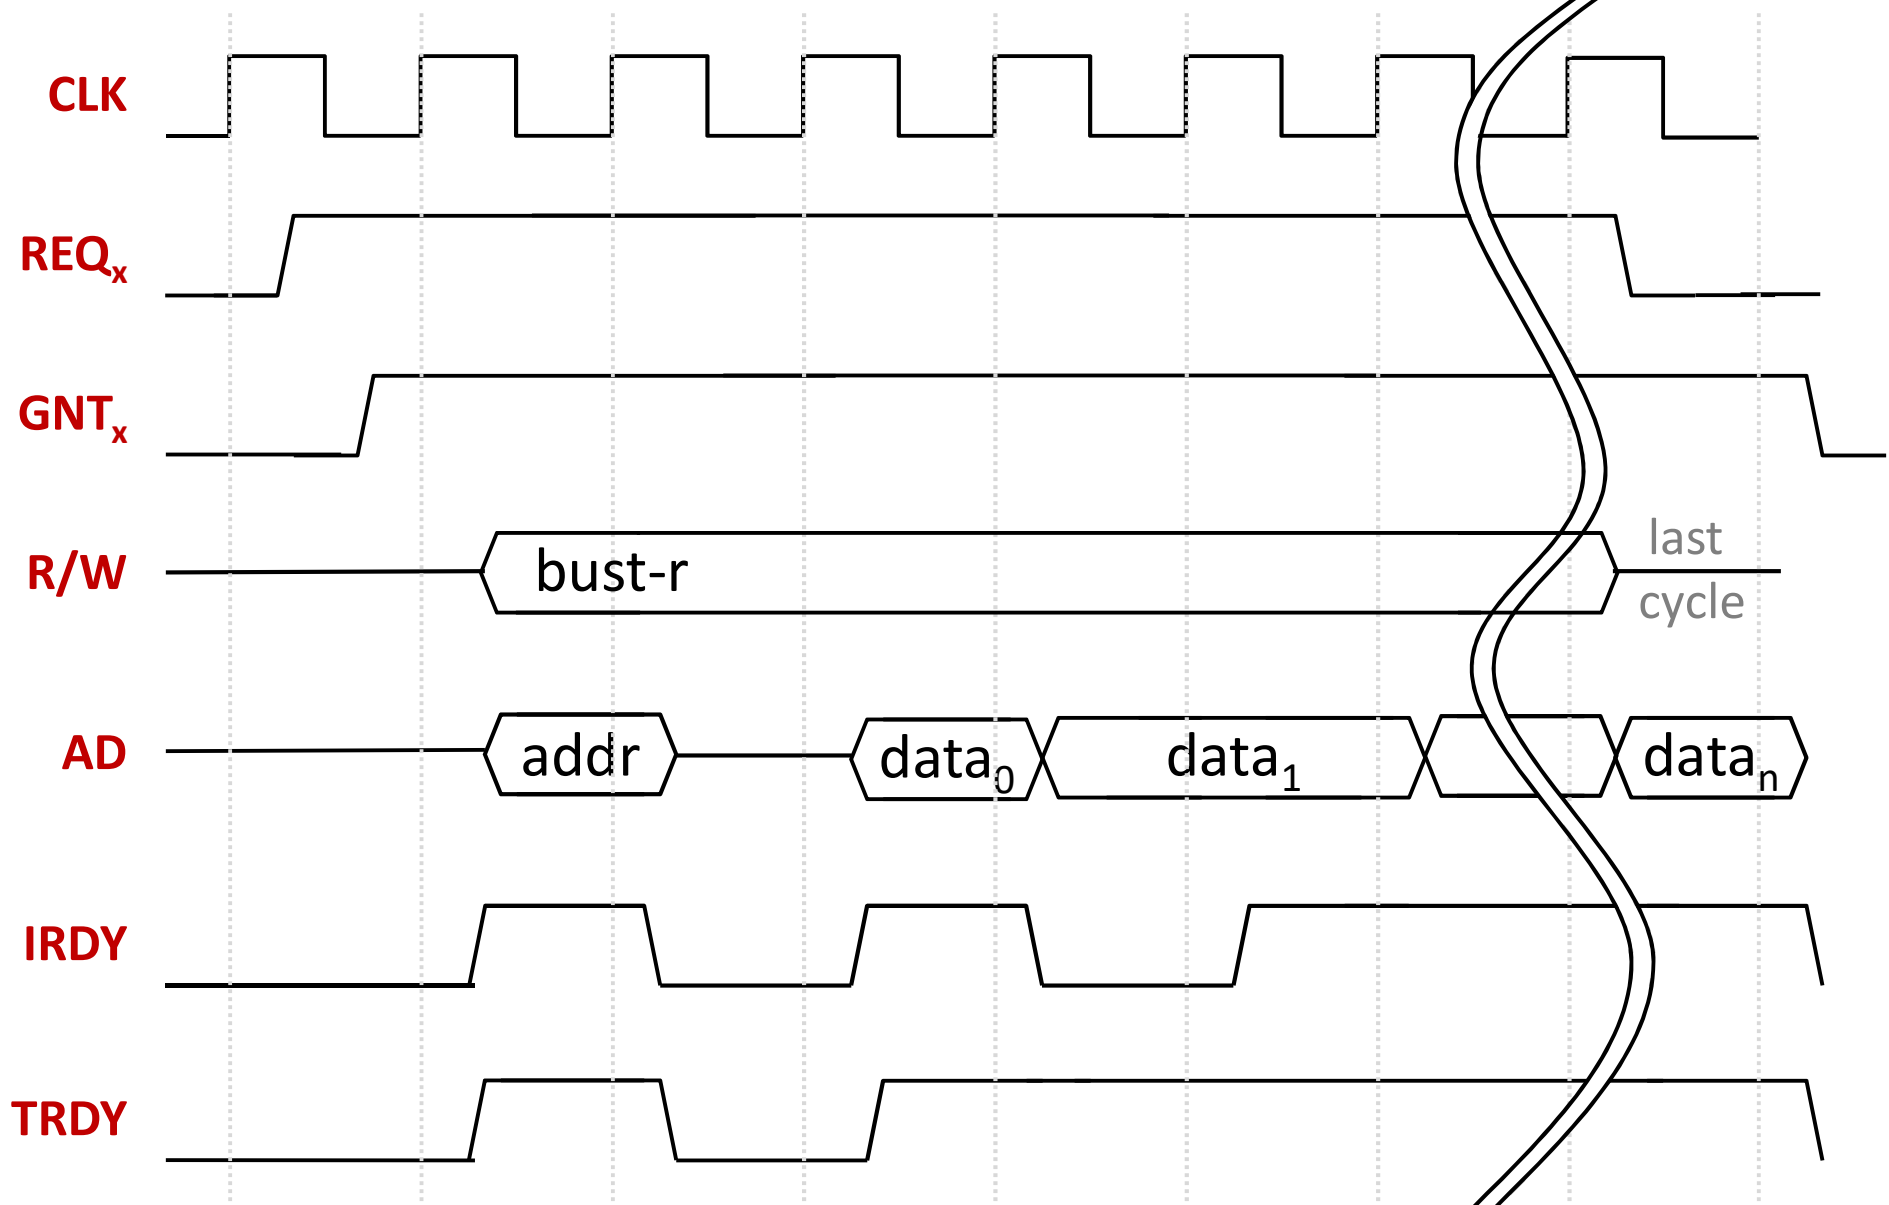 CLK
REQx
GNTx
R/W
bust-r
last
cycle
AD
addr
data0
data1
datan
IRDY
TRDY